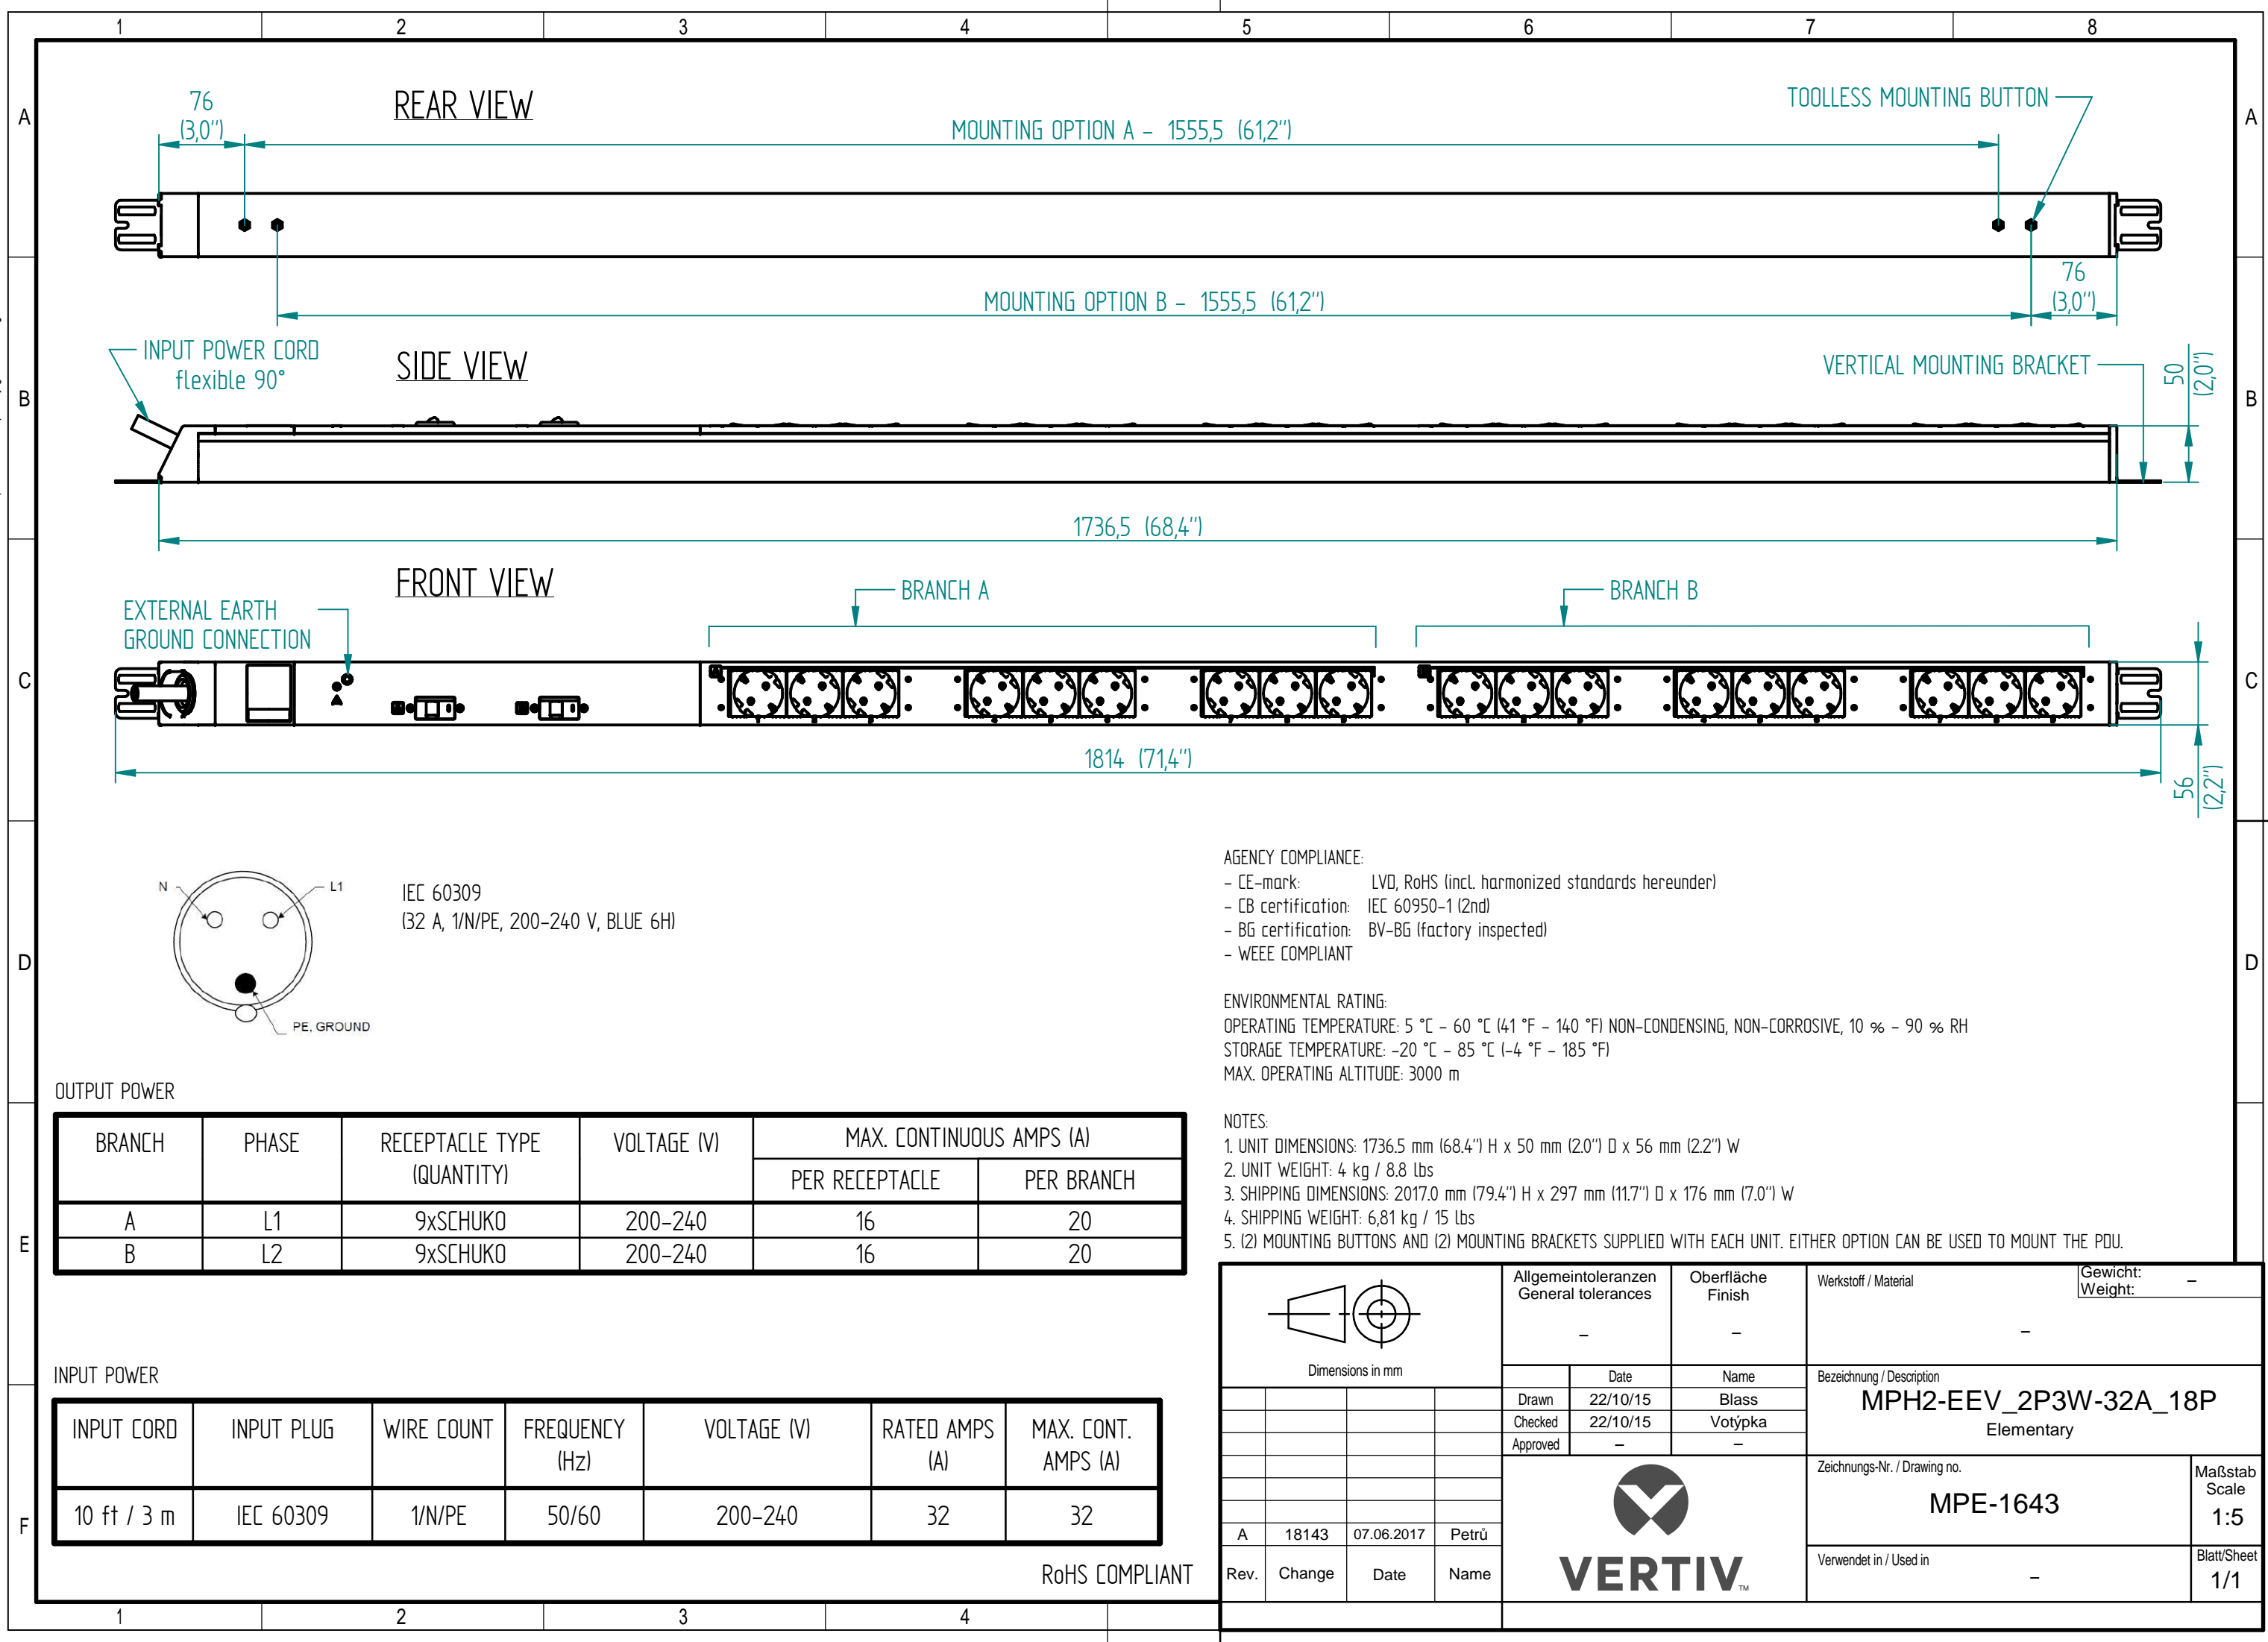 1 2 3 4 5 6 7 8
A A
B B
C C
D D
E
F
REAR VIEW
76
(3,0'')
MOUNTING OPTION A - 1555,5 (61,2'')
TOOLLESS MOUNTING BUTTON
MOUNTING OPTION B - 1555,5 (61,2'')
76
(3,0'')
INPUT POWER CORD
flexible 90°
SIDE VIEW
VERTICAL MOUNTING BRACKET
50
(2,0'')
1736,5 (68,4'')
FRONT VIEW
EXTERNAL EARTH
GROUND CONNECTION
BRANCH A
BRANCH B
1814 (71,4'')
56
(2,2'')
N
L1
PE, GROUND
IEC 60309
(32 A, 1/N/PE, 200-240 V, BLUE 6H)
AGENCY COMPLIANCE:
- CE-mark: LVD, RoHS (incl. harmonized standards hereunder)
- CB certification: IEC 60950-1 (2nd)
- BG certification: BV-BG (factory inspected)
- WEEE COMPLIANT
ENVIRONMENTAL RATING:
OPERATING TEMPERATURE: 5 °C - 60 °C (41 °F - 140 °F) NON-CONDENSING, NON-CORROSIVE, 10 % - 90 % RH
STORAGE TEMPERATURE: -20 °C - 85 °C (-4 °F - 185 °F)
MAX. OPERATING ALTITUDE: 3000 m
NOTES:
1. UNIT DIMENSIONS: 1736.5 mm (68.4'') H x 50 mm (2.0'') D x 56 mm (2.2'') W
2. UNIT WEIGHT: 4 kg / 8.8 lbs
3. SHIPPING DIMENSIONS: 2017.0 mm (79.4'') H x 297 mm (11.7'') D x 176 mm (7.0'') W
4. SHIPPING WEIGHT: 6,81 kg / 15 lbs
5. (2) MOUNTING BUTTONS AND (2) MOUNTING BRACKETS SUPPLIED WITH EACH UNIT. EITHER OPTION CAN BE USED TO MOUNT THE PDU.
OUTPUT POWER
BRANCH PHASE RECEPTACLE TYPE (QUANTITY) VOLTAGE (V) MAX. CONTINUOUS AMPS (A)
PER RECEPTACLE PER BRANCH
A L1 9xSCHUKO 200-240 16 20
B L2 9xSCHUKO 200-240 16 20
INPUT POWER
INPUT CORD INPUT PLUG WIRE COUNT FREQUENCY (Hz) VOLTAGE (V) RATED AMPS (A) MAX. CONT. AMPS (A)
10 ft / 3 m IEC 60309 1/N/PE 50/60 200-240 32 32
RoHS COMPLIANT
Dimensions in mm
Allgemeintoleranzen
General tolerances
-
Oberfläche
Finish
-
Werkstoff / Material
-
Gewicht:
Weight: -
Date Name
Drawn 22/10/15 Blass
Checked 22/10/15 Votýpka
Approved - -
Bezeichnung / Description
MPH2-EEV_2P3W-32A_18P
Elementary
Zeichnungs-Nr. / Drawing no.
MPE-1643
Maßstab
Scale
1:5
Verwendet in / Used in
-
Blatt/Sheet
1/1
A 18143 07.06.2017 Petrů
Rev. Change Date Name
VERTIV™
1 2 3 4